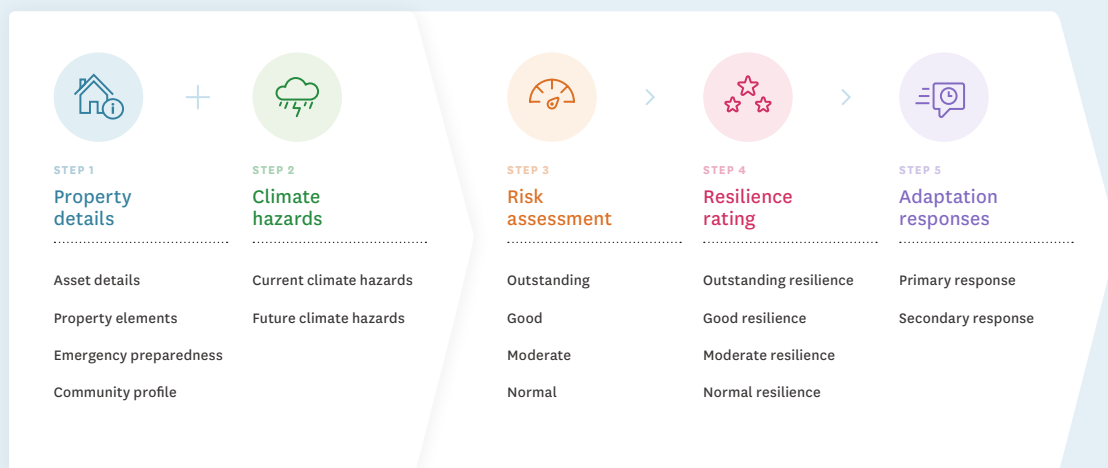 STEP 1
Property
details
Asset details
Property elements
Emergency preparedness
Community profile
STEP 2
Climate
hazards
Current climate hazards
Future climate hazards
STEP 3
Risk
assessment
Outstanding
Good
Moderate
Normal
STEP 4
Resilience
rating
Outstanding resilience
Good resilience
Moderate resilience
Normal resilience
STEP 5
Adaptation
responses
Primary response
Secondary response